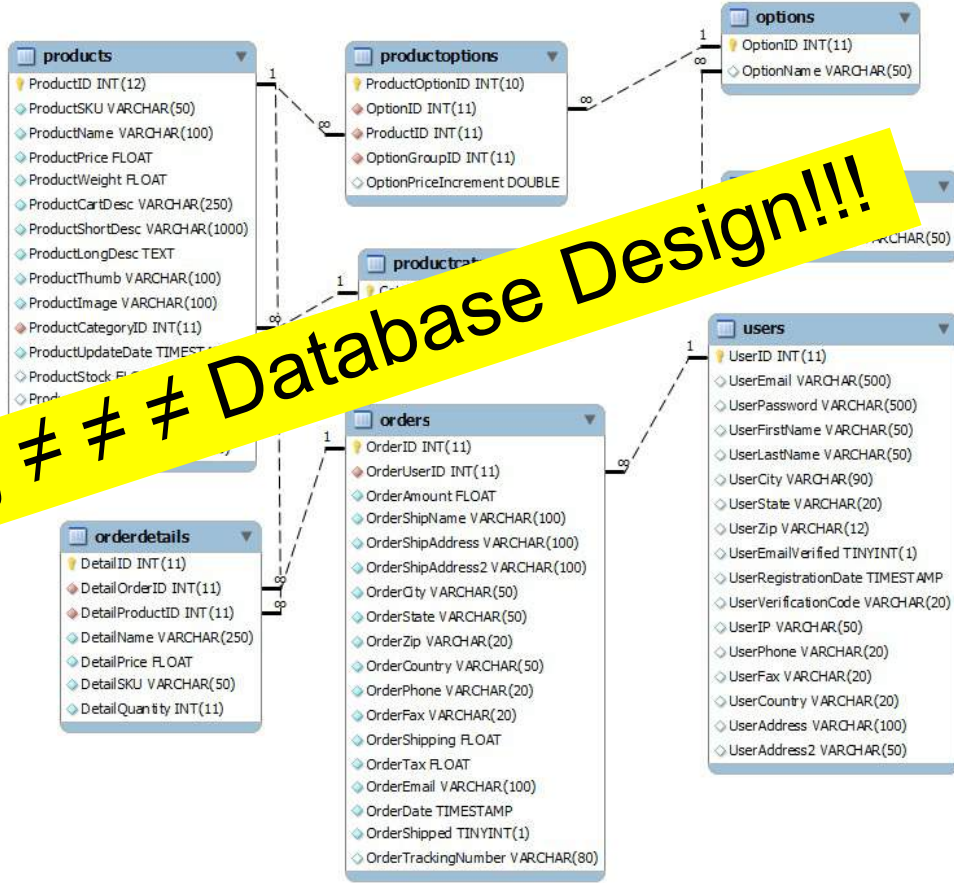 products
ProductID INT(12)
ProductSKU VARCHAR(50)
ProductName VARCHAR(100)
ProductPrice FLOAT
ProductWeight FLOAT
ProductCartDesc VARCHAR(250)
ProductShortDesc VARCHAR(1000)
ProductLongDesc TEXT
ProductThumb VARCHAR(100)
ProductImage VARCHAR(100)
ProductCategoryID INT(11)
ProductUpdateDate
ProductStock
productoptions
ProductOptionID INT(10)
OptionID INT(11)
ProductID INT(11)
OptionGroupID INT(11)
OptionPriceIncrement DOUBLE
options
OptionID INT(11)
OptionName VARCHAR(50)
1
∞
∞
1
∞
1
∞
≠ ≠ ≠ Database Design!!!
orderdetails
DetailID INT(11)
DetailOrderID INT(11)
DetailProductID INT(11)
DetailName VARCHAR(250)
DetailPrice FLOAT
DetailSKU VARCHAR(50)
DetailQuantity INT(11)
∞
∞
1
orders
OrderID INT(11)
OrderUserID INT(11)
OrderAmount FLOAT
OrderShipName VARCHAR(100)
OrderShipAddress VARCHAR(100)
OrderShipAddress2 VARCHAR(100)
OrderCity VARCHAR(50)
OrderState VARCHAR(50)
OrderZip VARCHAR(20)
OrderCountry VARCHAR(50)
OrderPhone VARCHAR(20)
OrderFax VARCHAR(20)
OrderShipping FLOAT
OrderTax FLOAT
OrderEmail VARCHAR(100)
OrderDate TIMESTAMP
OrderShipped TINYINT(1)
OrderTrackingNumber VARCHAR(80)
∞
1
users
UserID INT(11)
UserEmail VARCHAR(500)
UserPassword VARCHAR(500)
UserFirstName VARCHAR(50)
UserLastName VARCHAR(50)
UserCity VARCHAR(90)
UserState VARCHAR(20)
UserZip VARCHAR(12)
UserEmailVerified TINYINT(1)
UserRegistrationDate TIMESTAMP
UserVerificationCode VARCHAR(20)
UserIP VARCHAR(50)
UserPhone VARCHAR(20)
UserFax VARCHAR(20)
UserCountry VARCHAR(20)
UserAddress VARCHAR(100)
UserAddress2 VARCHAR(50)